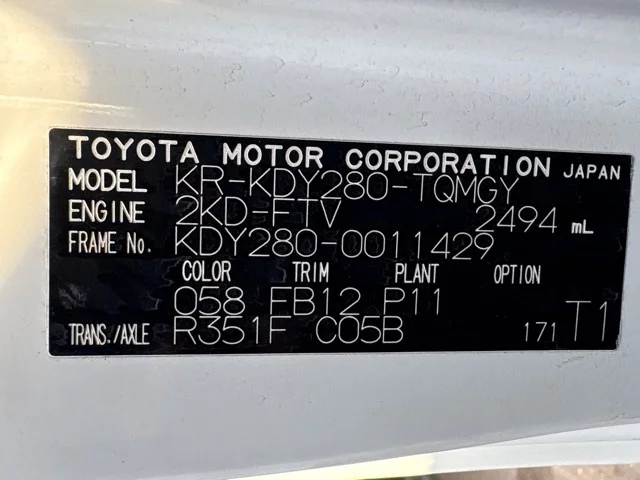 TOYOTA MOTOR CORPORATION JAPAN
MODEL KR-KDY280-TQMGY
ENGINE 2KD-FTV 2494 mL
FRAME No. KDY280-0011429
COLOR TRIM PLANT OPTION
058 FB12 P11
TRANS./AXLE R351F C05B 171 T1